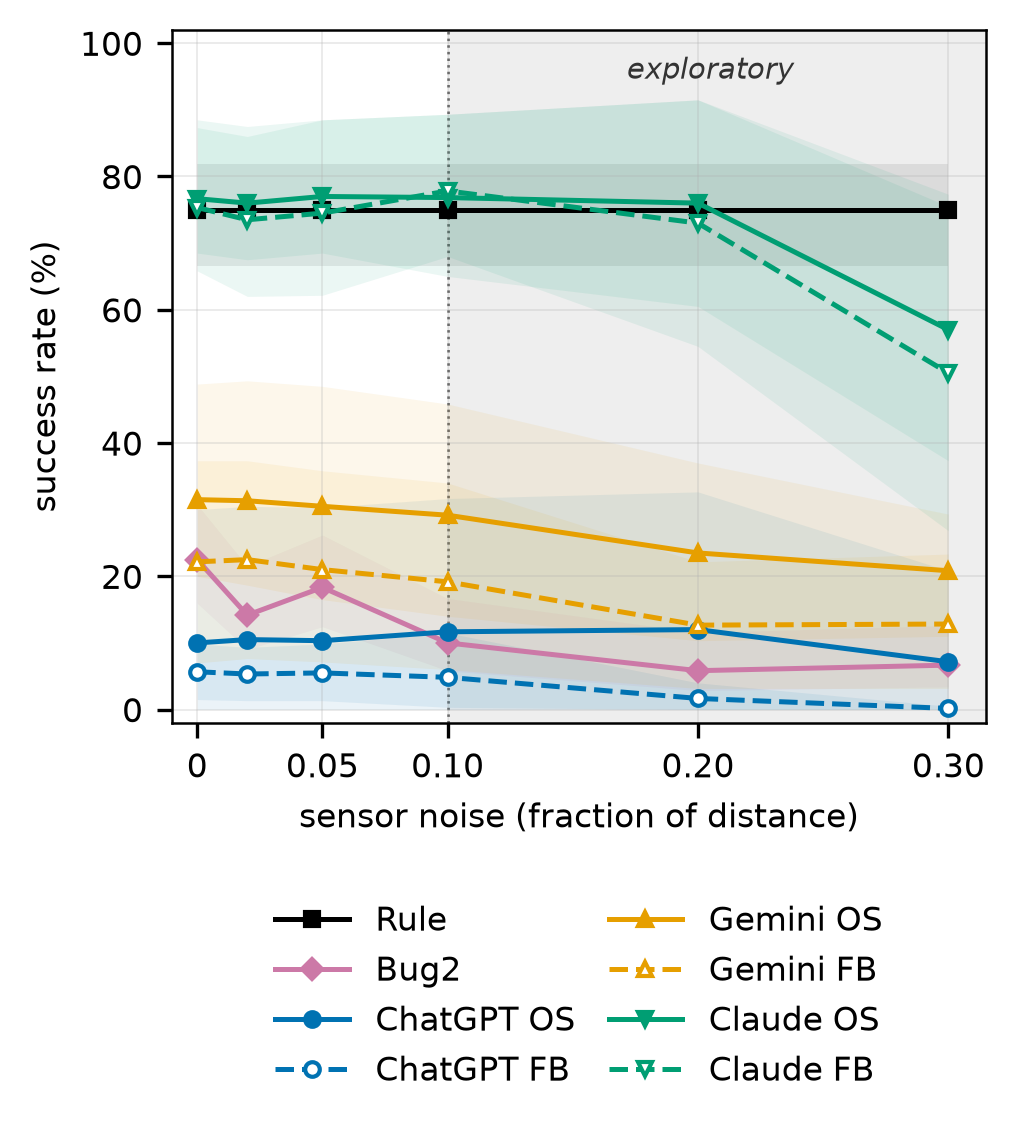 100
exploratory
80
60
40
20
0
success rate (%)
0 0.05 0.10 0.20 0.30
sensor noise (fraction of distance)
Rule Gemini OS
Bug2 Gemini FB
ChatGPT OS Claude OS
ChatGPT FB Claude FB